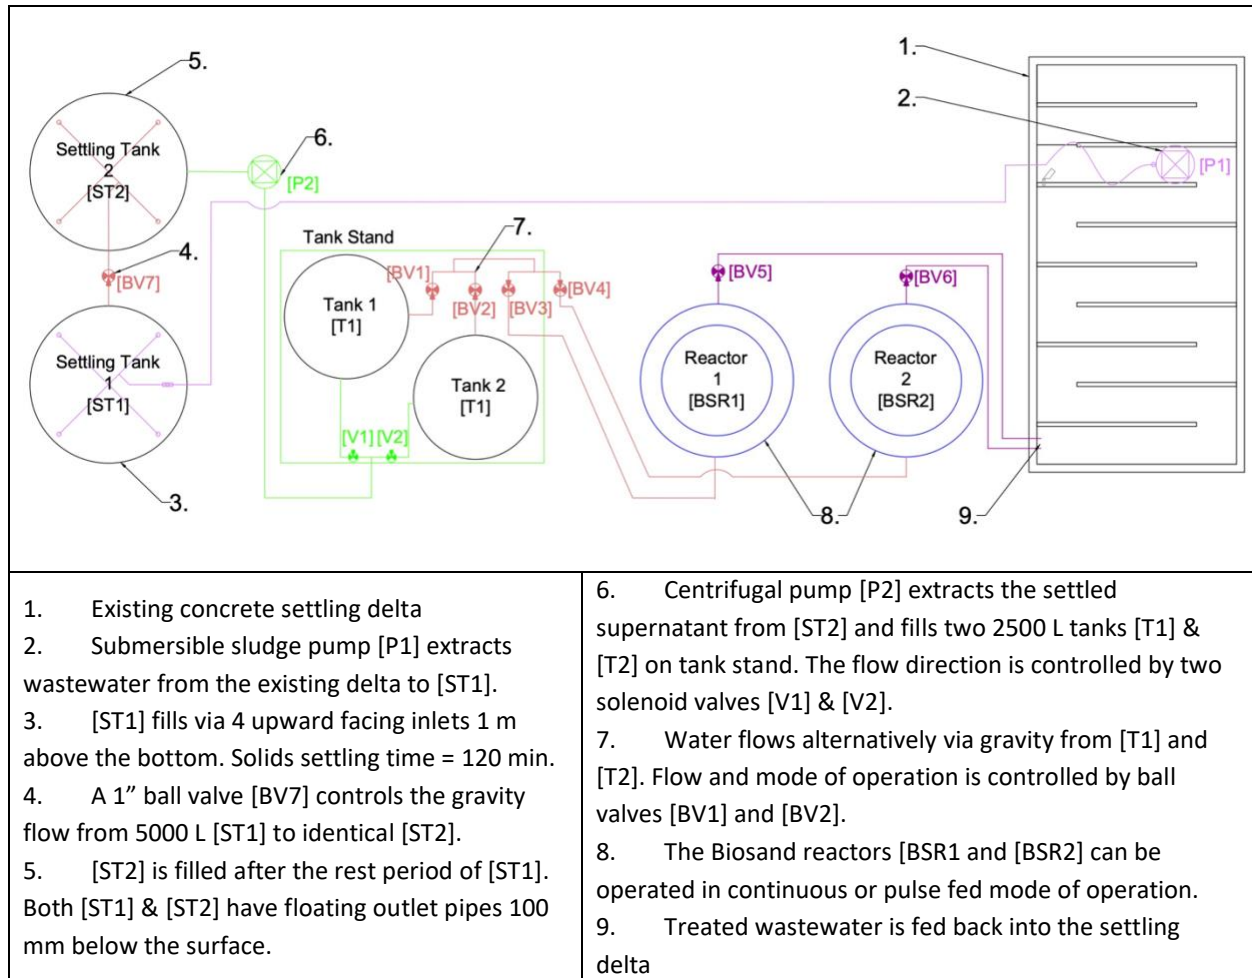 5.
1.
2.
6.
Settling Tank
2
[ST2]
[P2]
[P1]
7.
Tank Stand
4.
[BV7]
[BV1]
[BV2]
[BV3]
[BV4]
[BV5]
[BV6]
Tank 1
[T1]
Settling Tank
1
[ST1]
Tank 2
[T1]
Reactor
1
[BSR1]
Reactor
2
[BSR2]
[V1] [V2]
3.
8.
9.
1. Existing concrete settling delta
2. Submersible sludge pump [P1] extracts
wastewater from the existing delta to [ST1].
3. [ST1] fills via 4 upward facing inlets 1 m
above the bottom. Solids settling time = 120 min.
4. A 1” ball valve [BV7] controls the gravity
flow from 5000 L [ST1] to identical [ST2].
5. [ST2] is filled after the rest period of [ST1].
Both [ST1] & [ST2] have floating outlet pipes 100
mm below the surface.
6. Centrifugal pump [P2] extracts the settled
supernatant from [ST2] and fills two 2500 L tanks [T1] &
[T2] on tank stand. The flow direction is controlled by two
solenoid valves [V1] & [V2].
7. Water flows alternatively via gravity from [T1] and
[T2]. Flow and mode of operation is controlled by ball
valves [BV1] and [BV2].
8. The Biosand reactors [BSR1 and [BSR2] can be
operated in continuous or pulse fed mode of operation.
9. Treated wastewater is fed back into the settling
delta